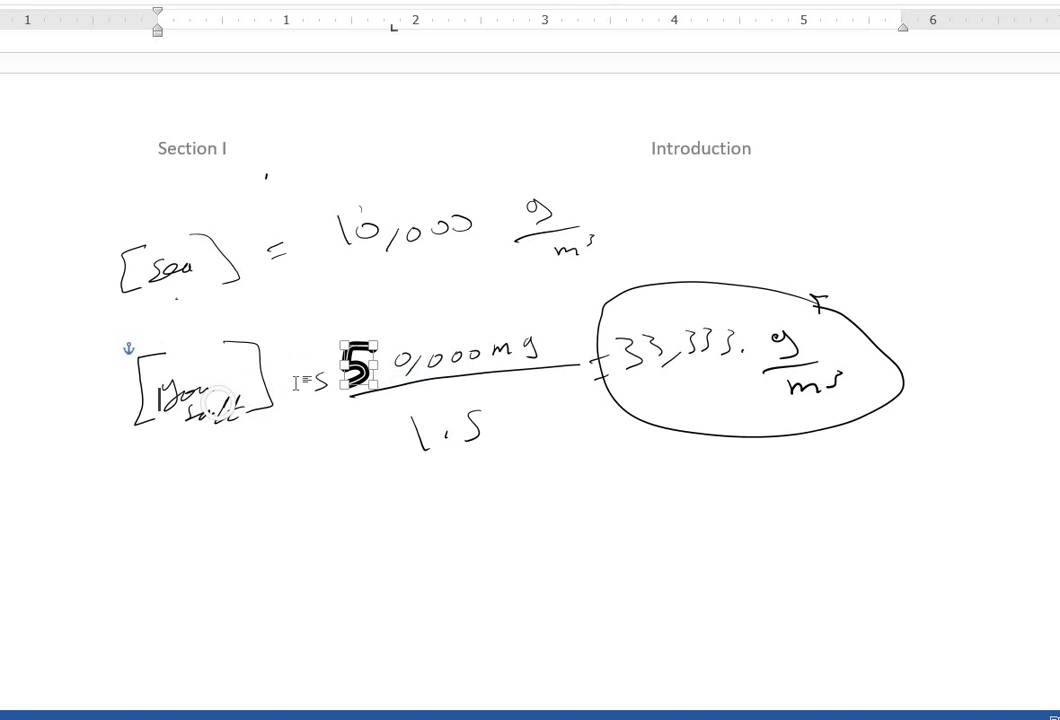 1 1 2 3 4 5 6
Section I Introduction
[Sea] = 10,000 g/m³
[your salt] = 50,000 mg / 1.5 = 33,333. g/m³